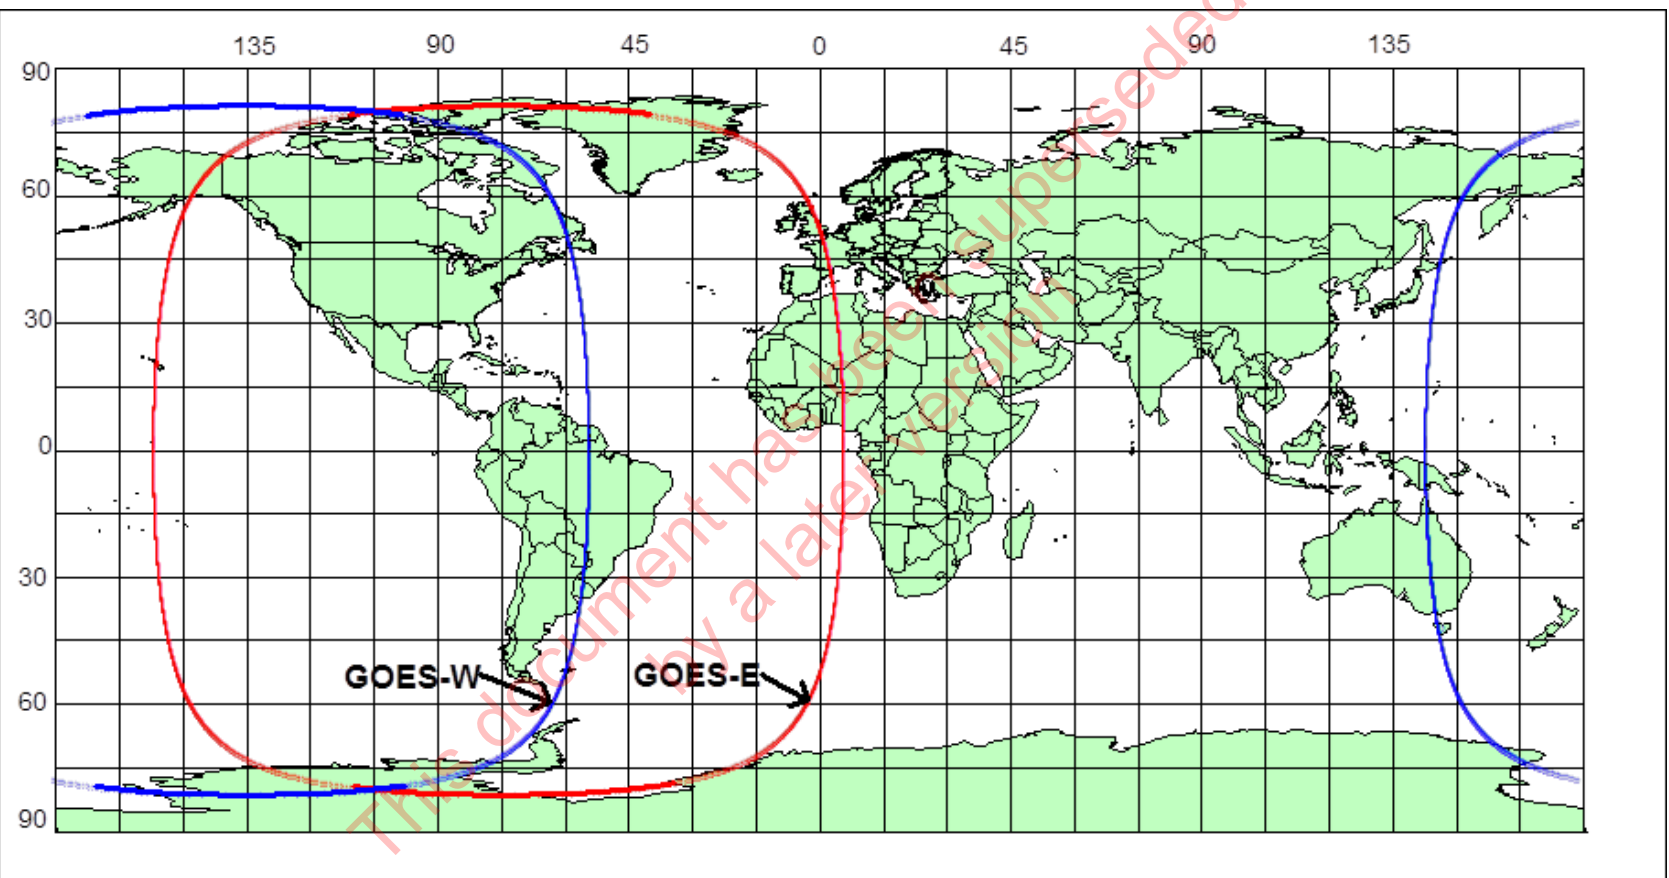 135 90 45 0 45 90 135
90
60
30
0
30
60
90
GOES-W
GOES-E
This document has been superseded
by a later version